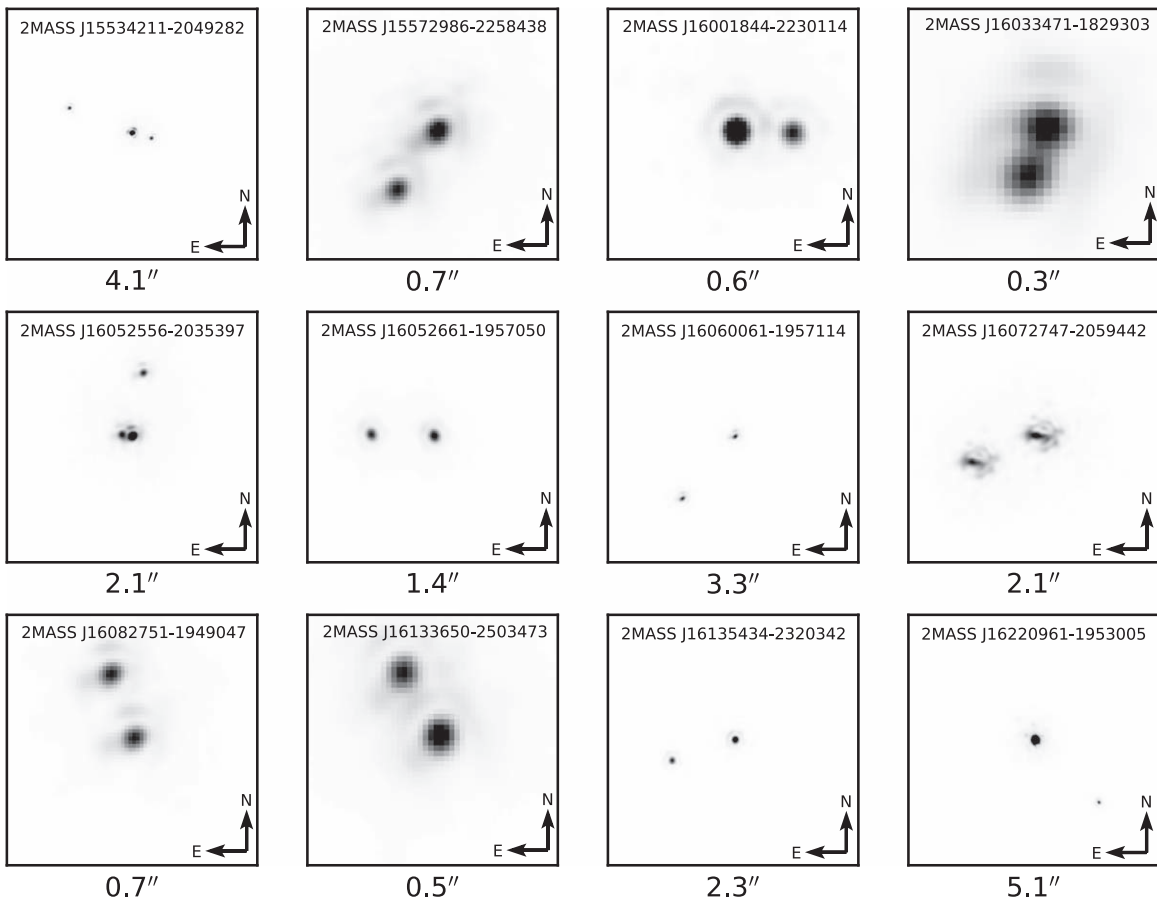 2MASS J15534211-2049282
N
E
4.1″
2MASS J15572986-2258438
N
E
0.7″
2MASS J16001844-2230114
N
E
0.6″
2MASS J16033471-1829303
N
E
0.3″
2MASS J16052556-2035397
N
E
2.1″
2MASS J16052661-1957050
N
E
1.4″
2MASS J16060061-1957114
N
E
3.3″
2MASS J16072747-2059442
N
E
2.1″
2MASS J16082751-1949047
N
E
0.7″
2MASS J16133650-2503473
N
E
0.5″
2MASS J16135434-2320342
N
E
2.3″
2MASS J16220961-1953005
N
E
5.1″